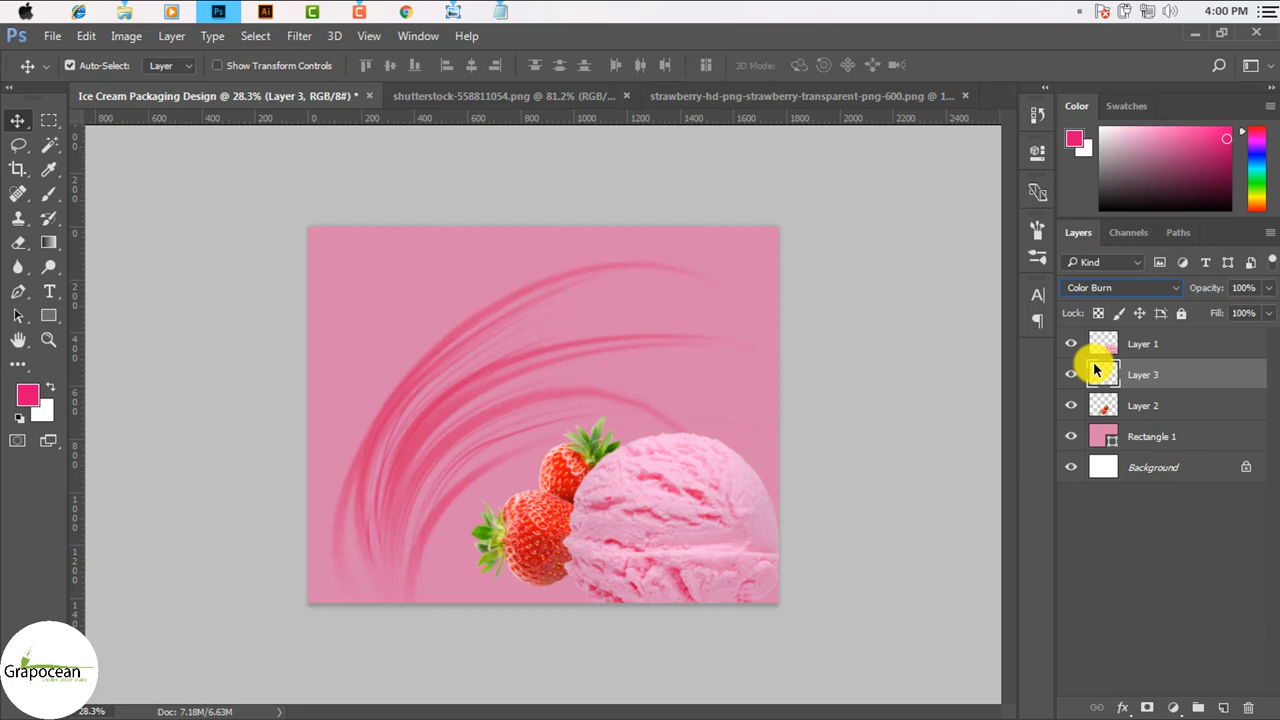 Ps
Ai
4:00 PM
Ps File Edit Image Layer Type Select Filter 3D View Window Help
Auto-Select: Layer Show Transform Controls 3D Mode:
Ice Cream Packaging Design @ 28.3% (Layer 3, RGB/8#) * shutterstock-558811054.png @ 81.2% (RGB/... strawberry-hd-png-strawberry-transparent-png-600.png @ 1...
800 600 400 200 0 200 400 600 800 1000 1200 1400 1600 1800 2000 2200 2400 2600
Color Swatches
Layers Channels Paths
Kind
Color Burn Opacity: 100%
Lock: Fill: 100%
Layer 1
Layer 3
Layer 2
Rectangle 1
Background
Grapocean
28.3% Doc: 7.18M/6.63M